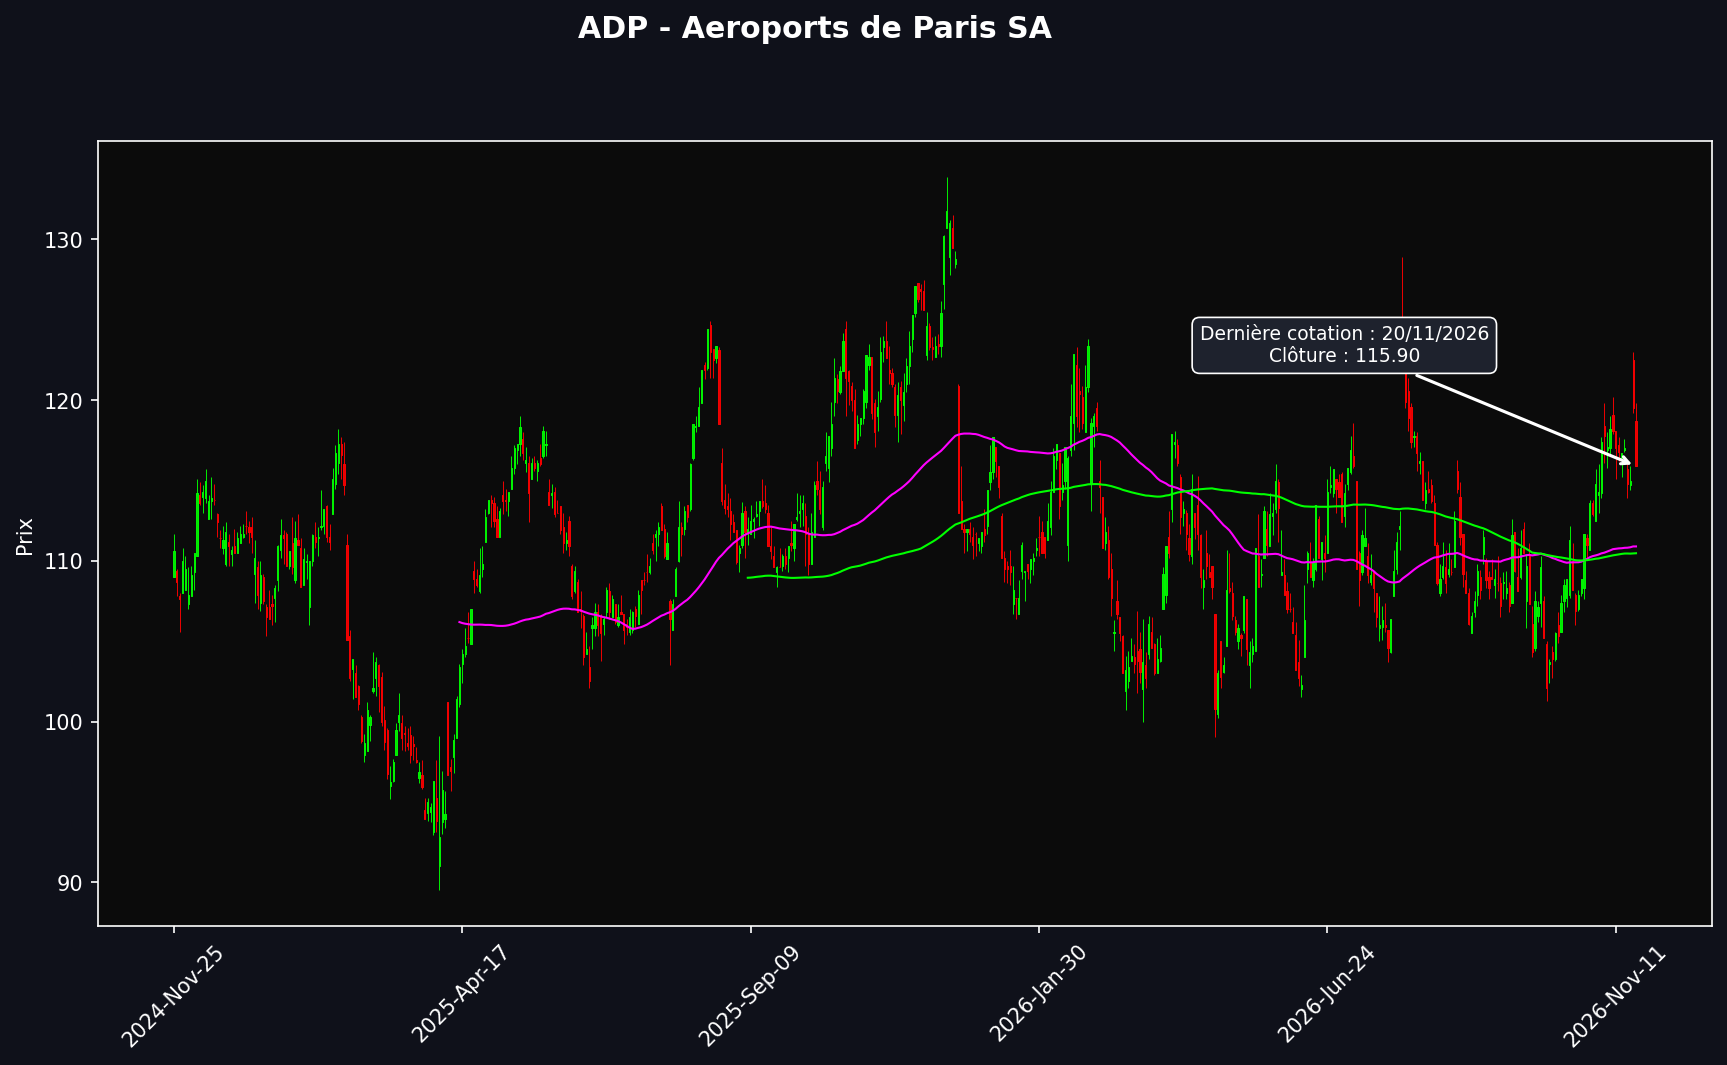 ADP - Aeroports de Paris SA
Prix
130
120
110
100
90
Dernière cotation : 20/11/2026
Clôture : 115.90
2024-Nov-25
2025-Apr-17
2025-Sep-09
2026-Jan-30
2026-Jun-24
2026-Nov-11